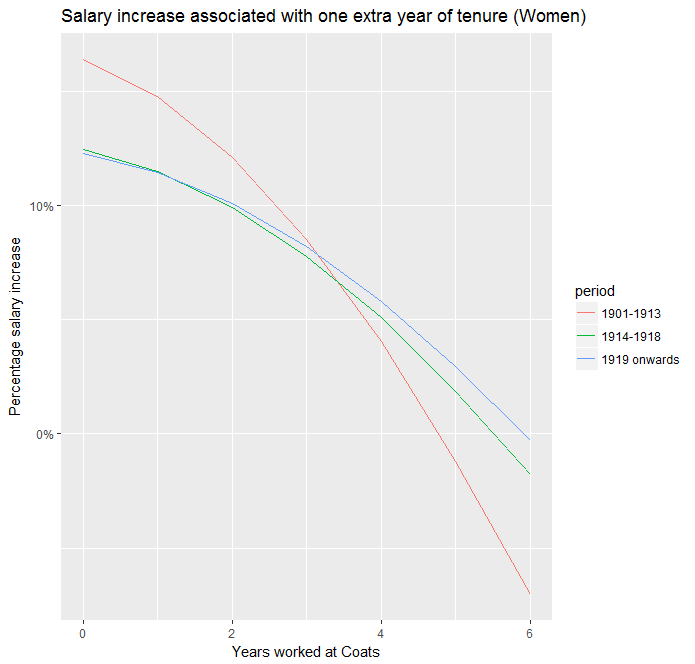 Salary increase associated with one extra year of tenure (Women)
Percentage salary increase
10%
0%
0
2
4
6
Years worked at Coats
period
1901-1913
1914-1918
1919 onwards